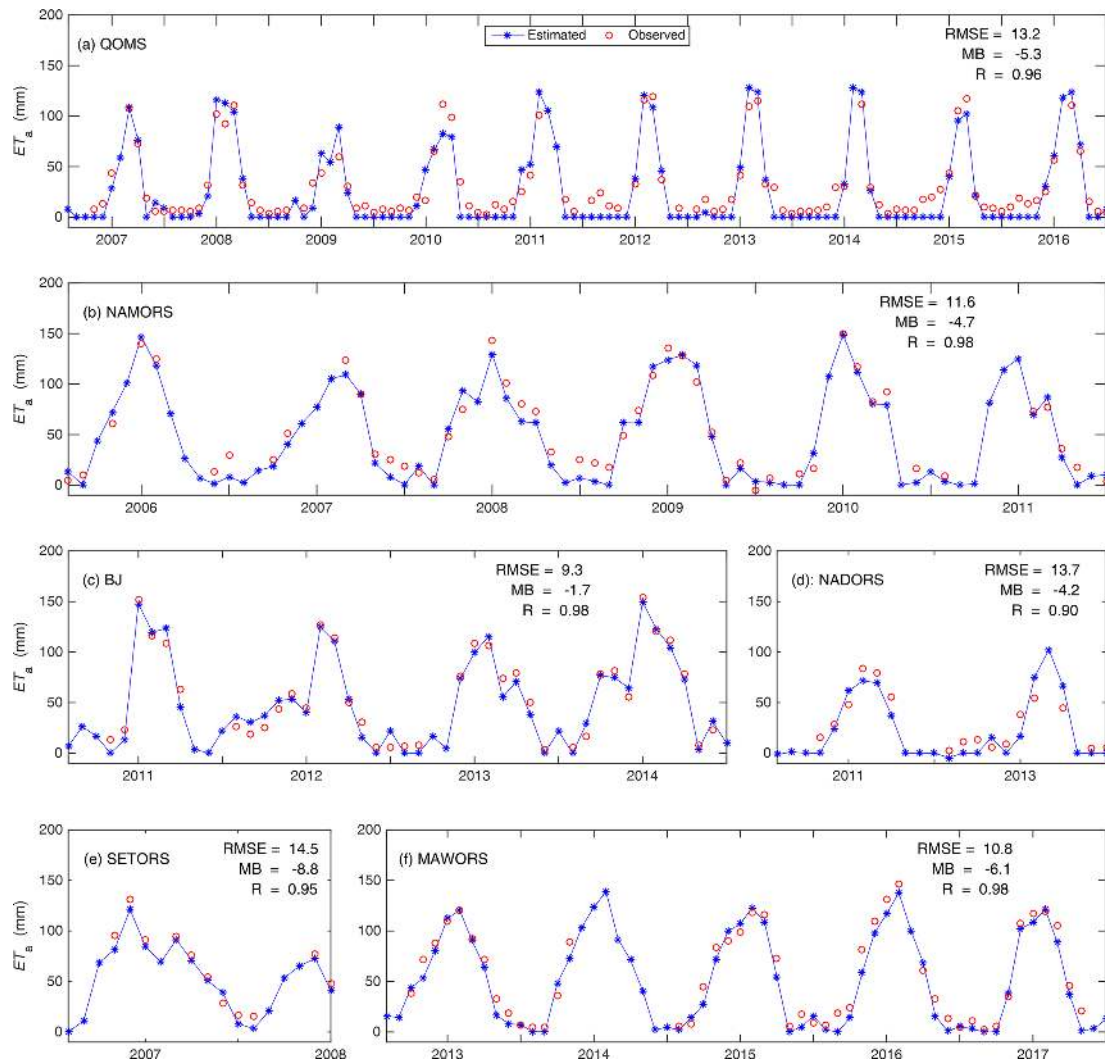 200
150
100
50
0
ET_a (mm)
(a) QOMS
Estimated Observed
RMSE = 13.2
MB = -5.3
R = 0.96
2007 2008 2009 2010 2011 2012 2013 2014 2015 2016
200
150
100
50
0
ET_a (mm)
(b) NAMORS
RMSE = 11.6
MB = -4.7
R = 0.98
2006 2007 2008 2009 2010 2011
200
150
100
50
0
ET_a (mm)
(c) BJ
RMSE = 9.3
MB = -1.7
R = 0.98
2011 2012 2013 2014
200
150
100
50
0
(d): NADORS
RMSE = 13.7
MB = -4.2
R = 0.90
2011 2013
200
150
100
50
0
ET_a (mm)
(e) SETORS
RMSE = 14.5
MB = -8.8
R = 0.95
2007 2008
200
150
100
50
0
(f) MAWORS
RMSE = 10.8
MB = -6.1
R = 0.98
2013 2014 2015 2016 2017